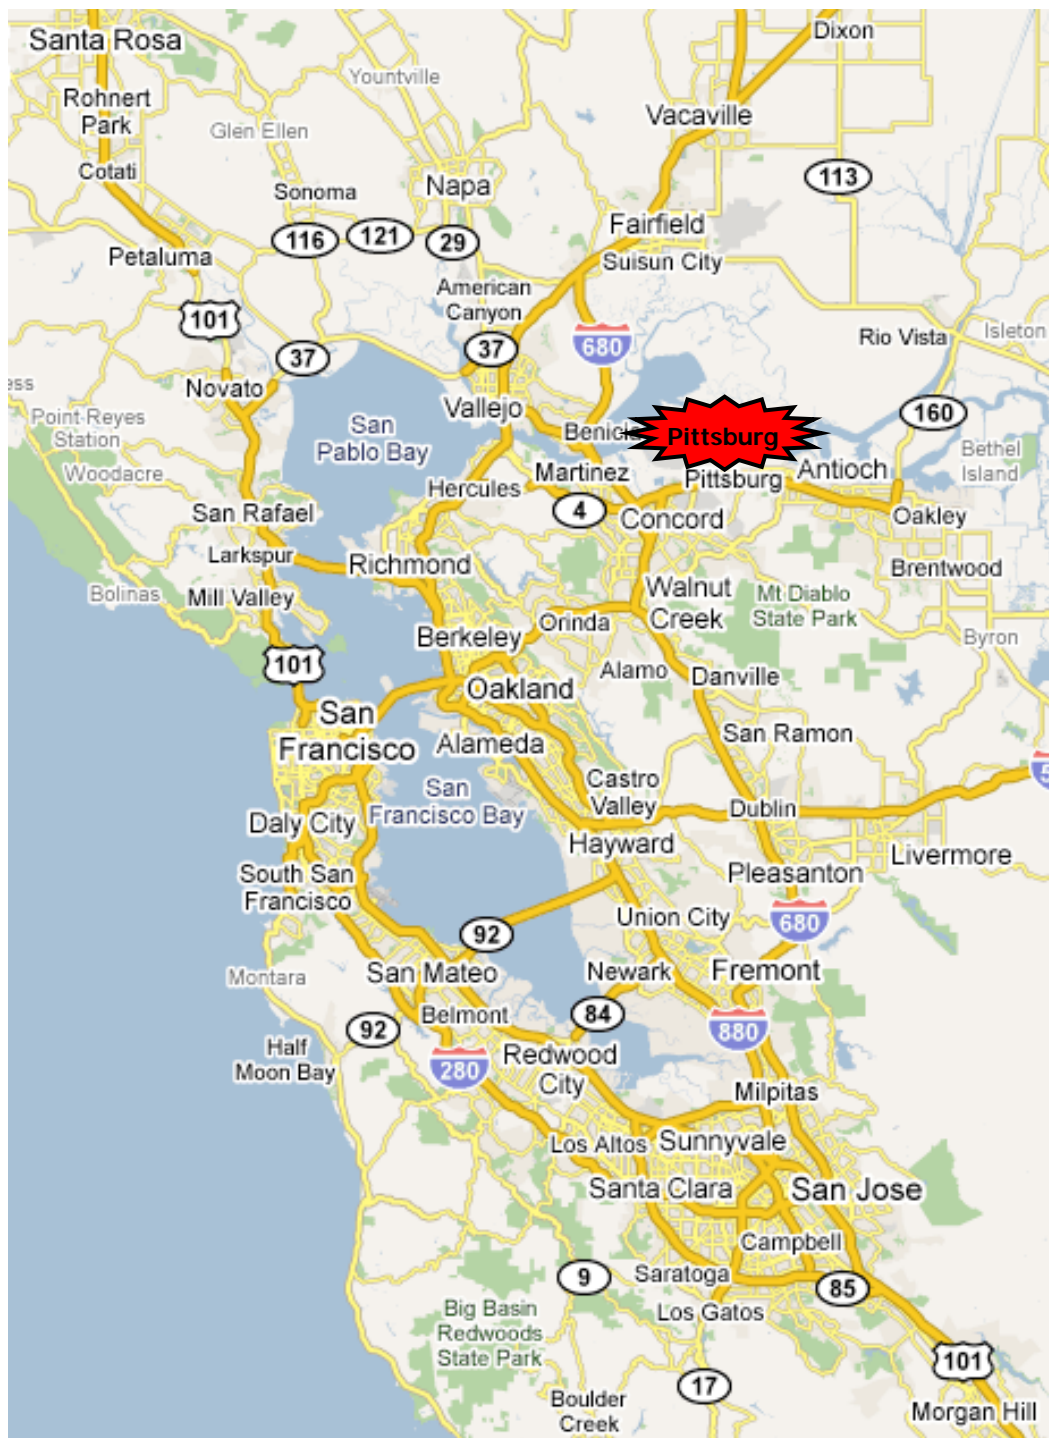 Dixon
Santa Rosa
Yountville
Rohnert
Park
Vacaville
Glen Ellen
Cotati
113
Sonoma
Napa
Fairfield
116
121
29
Petaluma
Suisun City
American
Canyon
101
Rio Vista
Isleton
37
37
680
ess
Novato
Vallejo
160
Point Reyes
Station
San
Pablo Bay
Benicia
Pittsburg
Bethel
Island
Woodacre
Martinez
Pittsburg
Antioch
Hercules
San Rafael
4
Concord
Oakley
Larkspur
Richmond
Brentwood
Bolinas
Mill Valley
Walnut
Creek
Mt Diablo
State Park
Berkeley
Orinda
Byron
101
Alamo
Danville
Oakland
San
Francisco
Alameda
San Ramon
5
San
Francisco Bay
Castro
Valley
Dublin
Daly City
Hayward
Livermore
South San
Francisco
Pleasanton
Union City
680
92
Montara
San Mateo
Newark
Fremont
Belmont
84
92
880
Half
Moon Bay
280
Redwood
City
Milpitas
Los Altos
Sunnyvale
Santa Clara
San Jose
Campbell
9
Saratoga
85
Los Gatos
Big Basin
Redwoods
State Park
101
17
Boulder
Creek
Morgan Hill